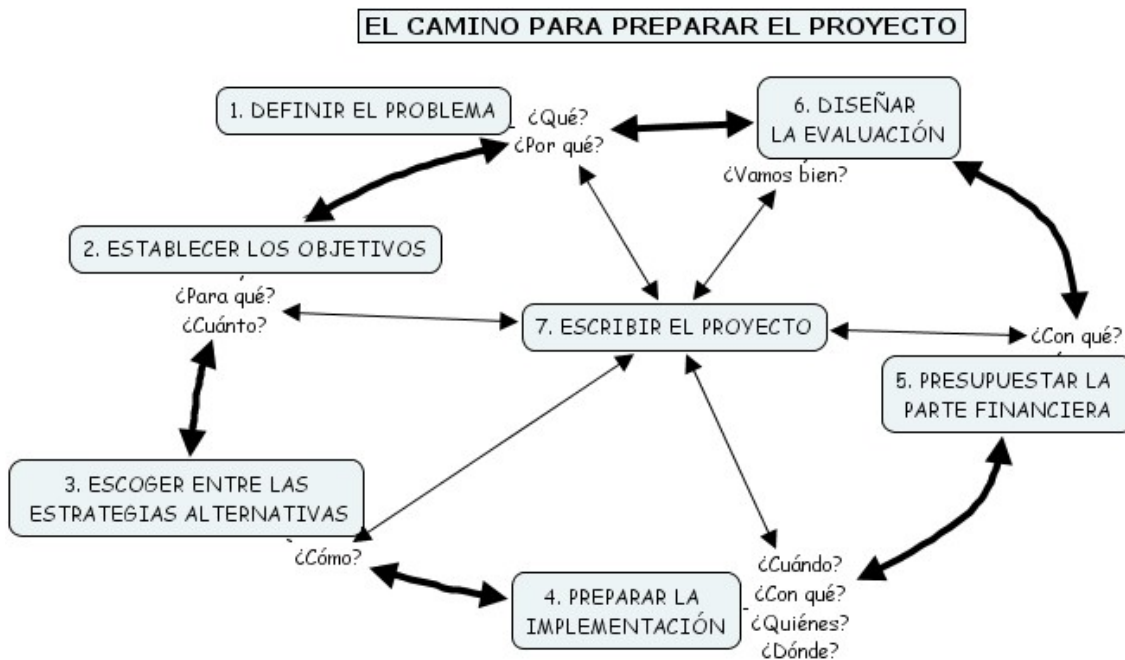 EL CAMINO PARA PREPARAR EL PROYECTO
1. DEFINIR EL PROBLEMA
¿Qué?
¿Por qué?
6. DISEÑAR
LA EVALUACIÓN
¿Vamos bien?
2. ESTABLECER LOS OBJETIVOS
¿Para qué?
¿Cuánto?
7. ESCRIBIR EL PROYECTO
¿Con qué?
5. PRESUPUESTAR LA
PARTE FINANCIERA
3. ESCOGER ENTRE LAS
ESTRATEGIAS ALTERNATIVAS
¿Cómo?
4. PREPARAR LA
IMPLEMENTACIÓN
¿Cuándo?
¿Con qué?
¿Quiénes?
¿Dónde?